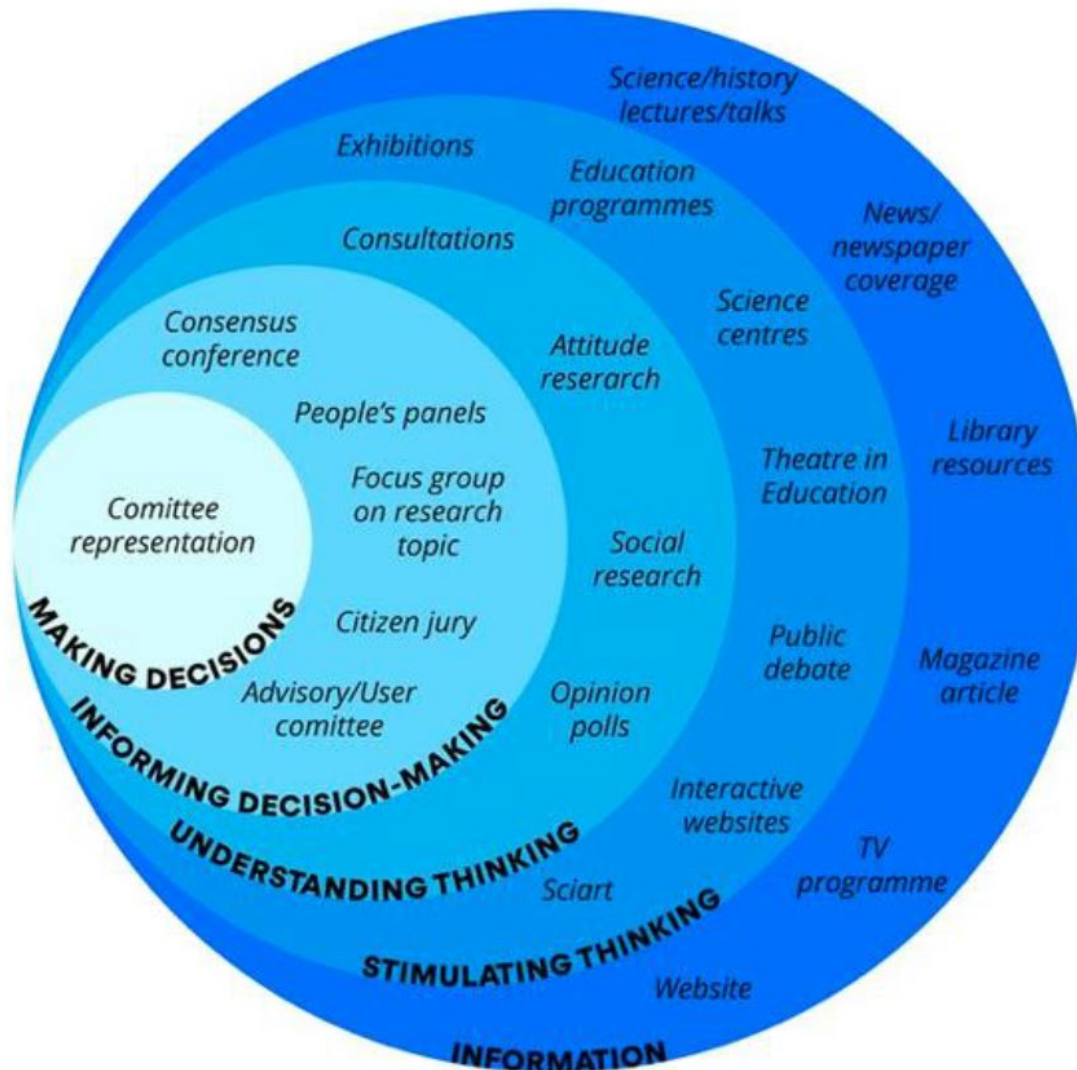 Science/history
lectures/talks
Exhibitions
Education
programmes
News/
newspaper
coverage
Consultations
Science
centres
Consensus
conference
Attitude
reserarch
People's panels
Library
resources
Theatre in
Education
Focus group
on research
topic
Comittee
representation
Social
research
Citizen jury
Public
debate
Magazine
article
MAKING DECISIONS
Advisory/User
comittee
Opinion
polls
INFORMING DECISION-MAKING
Interactive
websites
UNDERSTANDING THINKING
TV
programme
Sciart
STIMULATING THINKING
Website
INFORMATION